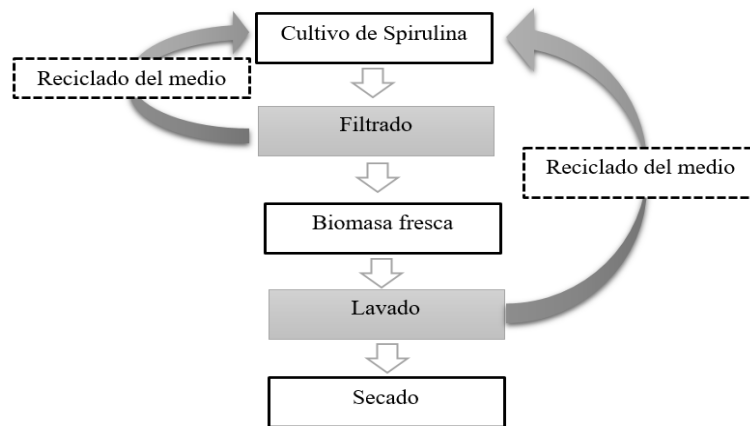 Cultivo de Spirulina
Reciclado del medio
Filtrado
Reciclado del medio
Biomasa fresca
Lavado
Secado